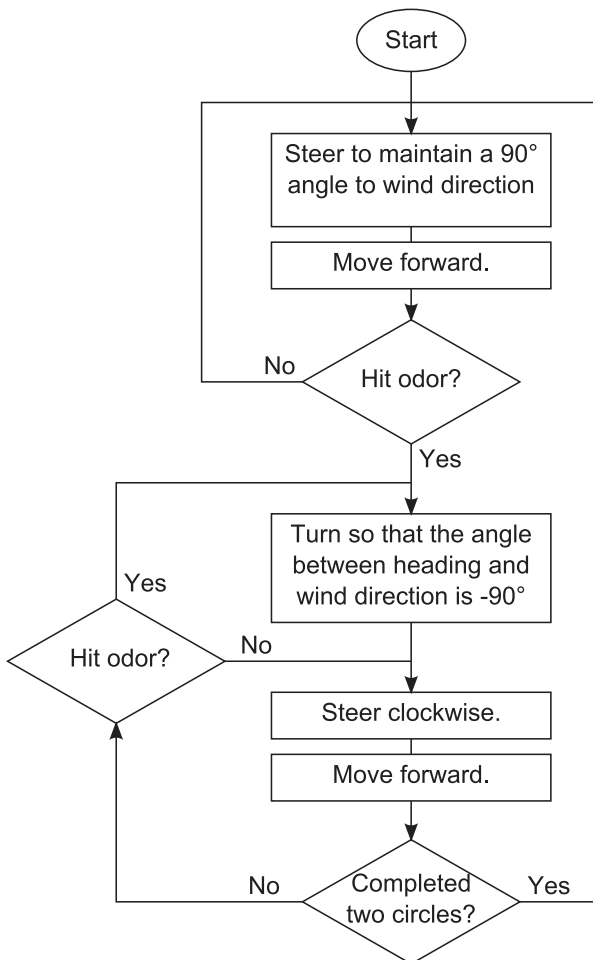 Start
Steer to maintain a 90°
angle to wind direction
Move forward.
Hit odor?
No
Yes
Turn so that the angle
between heading and
wind direction is -90°
Yes
Hit odor?
No
Steer clockwise.
Move forward.
Completed
two circles?
No
Yes